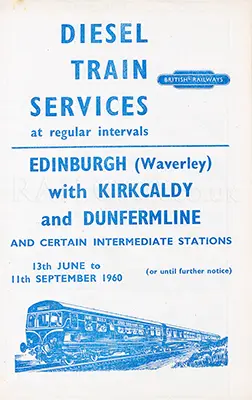 DIESEL
TRAIN
SERVICES
at regular intervals
BRITISH RAILWAYS
EDINBURGH (Waverley)
with KIRKCALDY
and DUNFERMLINE
AND CERTAIN INTERMEDIATE STATIONS
13th JUNE to
11th SEPTEMBER 1960
(or until further notice)